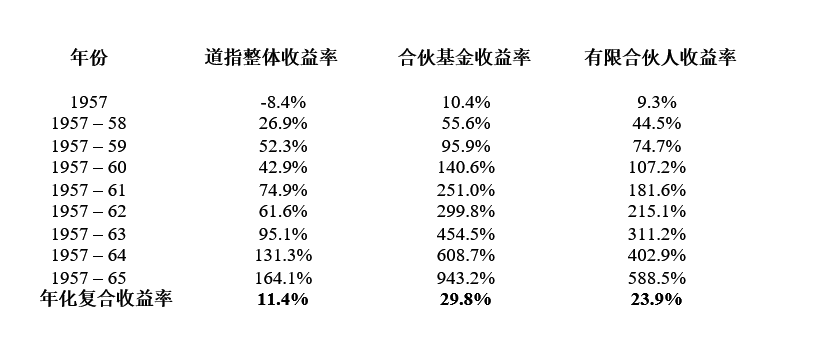 年份 道指整体收益率 合伙基金收益率 有限合伙人收益率
1957 -8.4% 10.4% 9.3%
1957 – 58 26.9% 55.6% 44.5%
1957 – 59 52.3% 95.9% 74.7%
1957 – 60 42.9% 140.6% 107.2%
1957 – 61 74.9% 251.0% 181.6%
1957 – 62 61.6% 299.8% 215.1%
1957 – 63 95.1% 454.5% 311.2%
1957 – 64 131.3% 608.7% 402.9%
1957 – 65 164.1% 943.2% 588.5%
年化复合收益率 11.4% 29.8% 23.9%